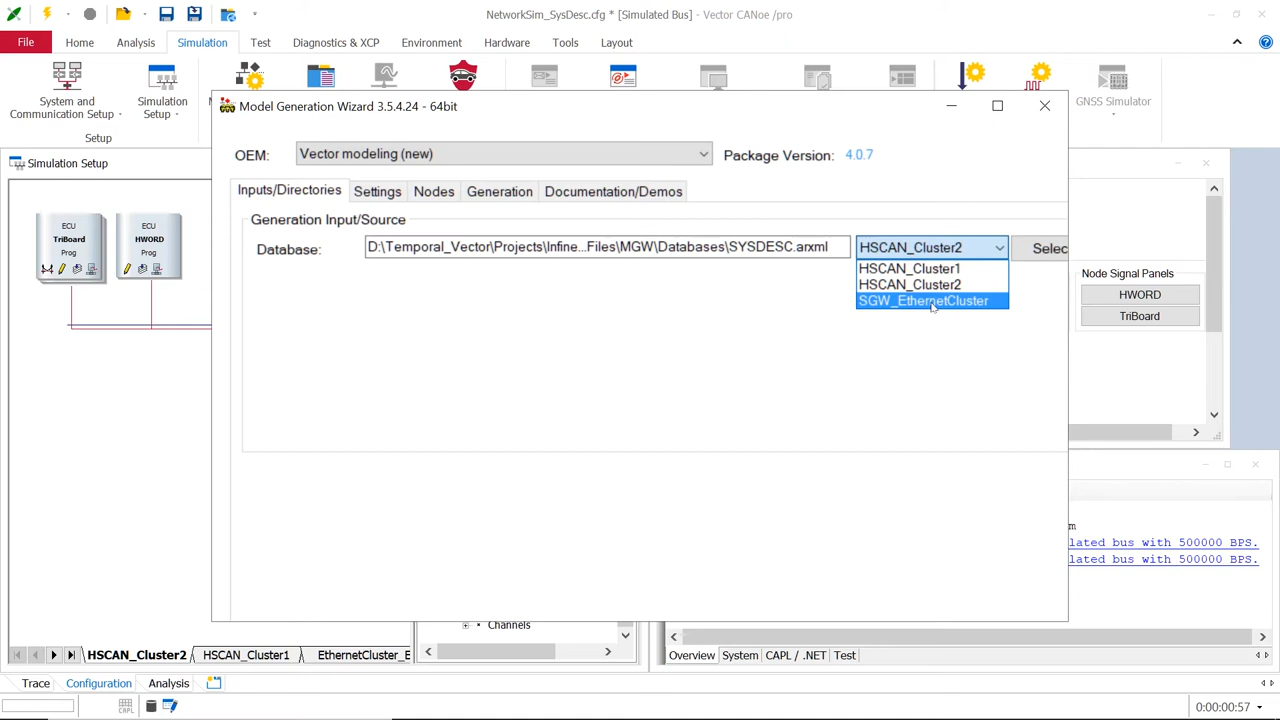 NetworkSim_SysDesc.cfg * [Simulated Bus] - Vector CANoe /pro
File Home Analysis Simulation Test Diagnostics & XCP Environment Hardware Tools Layout
System and Communication Setup
Simulation Setup
GNSS Simulator
Setup
Model Generation Wizard 3.5.4.24 - 64bit
OEM: Vector modeling (new) Package Version: 4.0.7
Simulation Setup
Inputs/Directories Settings Nodes Generation Documentation/Demos
Generation Input/Source
Database: D:\Temporal_Vector\Projects\Infine...Files\MGW\Databases\SYSDESC.arxml HSCAN_Cluster2 Selec
HSCAN_Cluster1
HSCAN_Cluster2
SGW_EthernetCluster
ECU
TriBoard
Prog
ECU
HWORD
Prog
Node Signal Panels
HWORD
TriBoard
m
lated bus with 500000 BPS.
lated bus with 500000 BPS.
Channels
HSCAN_Cluster2 HSCAN_Cluster1 EthernetCluster_E
Overview System CAPL / .NET Test
Trace Configuration Analysis
CAPL
0:00:00:57